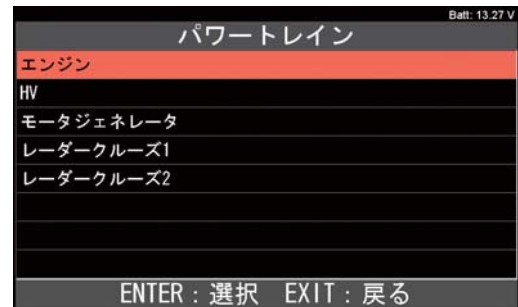 Batt: 13.27 V
パワートレイン
エンジン
HV
モータジェネレータ
レーダークルーズ1
レーダークルーズ2
ENTER：選択　EXIT：戻る